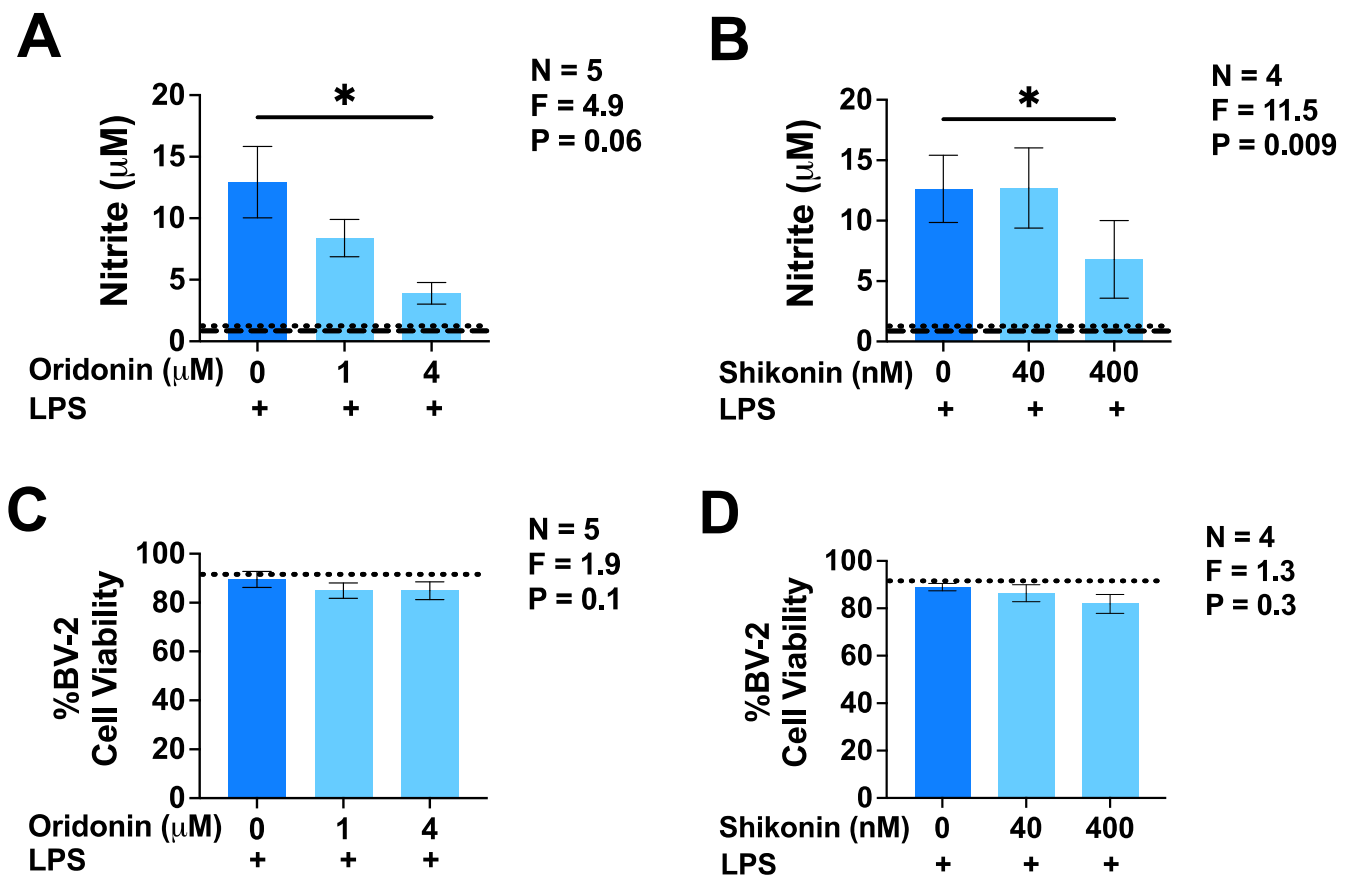 A
N = 5
F = 4.9
P = 0.06
*
Nitrite (μM)
20
15
10
5
0
Oridonin (μM) 0 1 4
LPS + + +
B
N = 4
F = 11.5
P = 0.009
*
Nitrite (μM)
20
15
10
5
0
Shikonin (nM) 0 40 400
LPS + + +
C
N = 5
F = 1.9
P = 0.1
%BV-2
Cell Viability
100
80
60
40
20
0
Oridonin (μM) 0 1 4
LPS + + +
D
N = 4
F = 1.3
P = 0.3
%BV-2
Cell Viability
100
80
60
40
20
0
Shikonin (nM) 0 40 400
LPS + + +